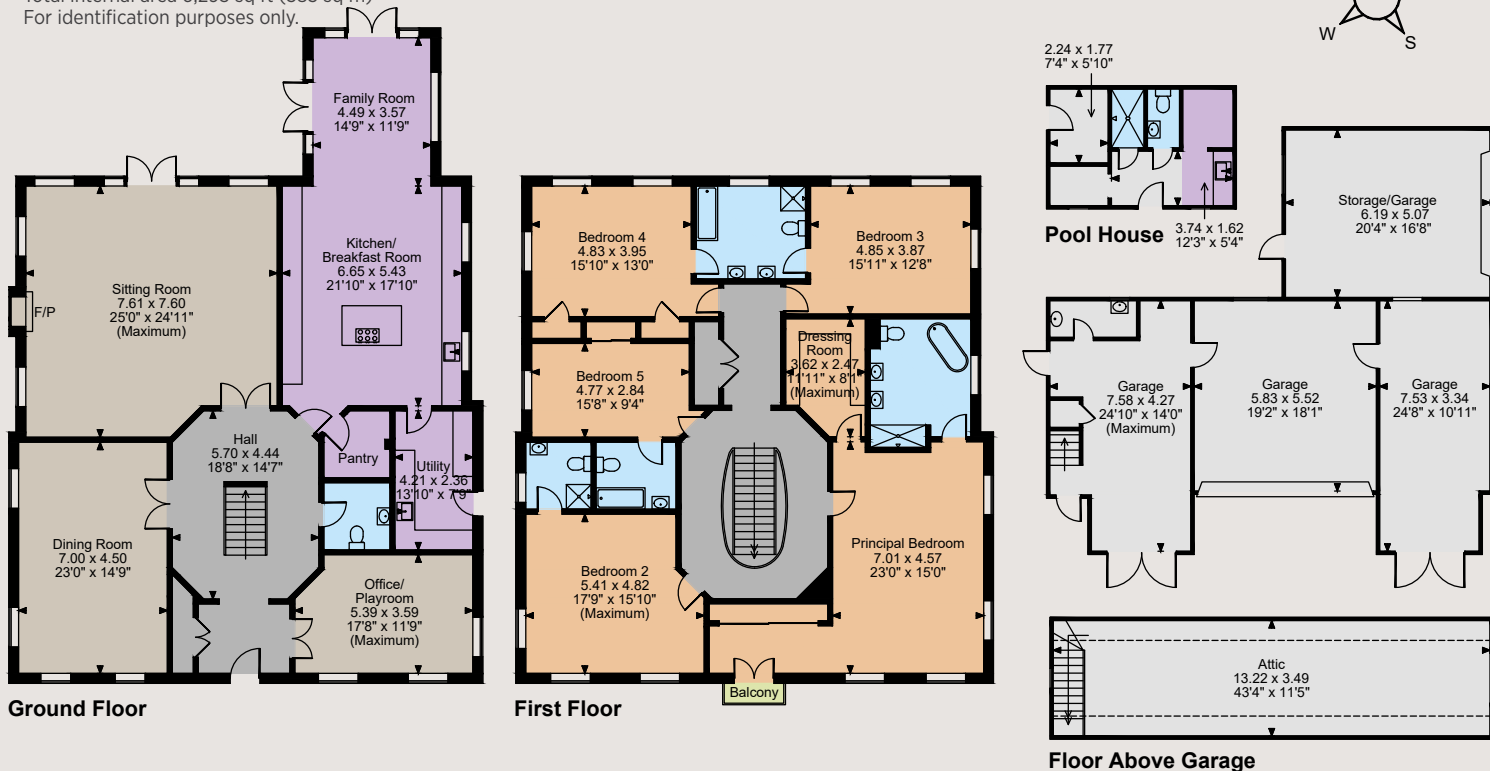 For identification purposes only.
Family Room
4.49 x 3.57
14'9" x 11'9"
Sitting Room
7.61 x 7.60
25'0" x 24'11"
(Maximum)
F/P
Kitchen/
Breakfast Room
6.65 x 5.43
21'10" x 17'10"
Hall
5.70 x 4.44
18'8" x 14'7"
Pantry
Utility
4.21 x 2.36
13'10" x 7'9"
Dining Room
7.00 x 4.50
23'0" x 14'9"
Office/
Playroom
5.39 x 3.59
17'8" x 11'9"
(Maximum)
Ground Floor
Bedroom 4
4.83 x 3.95
15'10" x 13'0"
Bedroom 3
4.85 x 3.87
15'11" x 12'8"
Dressing
Room
3.62 x 2.47
11'11" x 8'1"
(Maximum)
Bedroom 5
4.77 x 2.84
15'8" x 9'4"
Bedroom 2
5.41 x 4.82
17'9" x 15'10"
(Maximum)
Principal Bedroom
7.01 x 4.57
23'0" x 15'0"
Balcony
First Floor
W
S
2.24 x 1.77
7'4" x 5'10"
3.74 x 1.62
12'3" x 5'4"
Pool House
Storage/Garage
6.19 x 5.07
20'4" x 16'8"
Garage
7.58 x 4.27
24'10" x 14'0"
(Maximum)
Garage
5.83 x 5.52
19'2" x 18'1"
Garage
7.53 x 3.34
24'8" x 10'11"
Attic
13.22 x 3.49
43'4" x 11'5"
Floor Above Garage